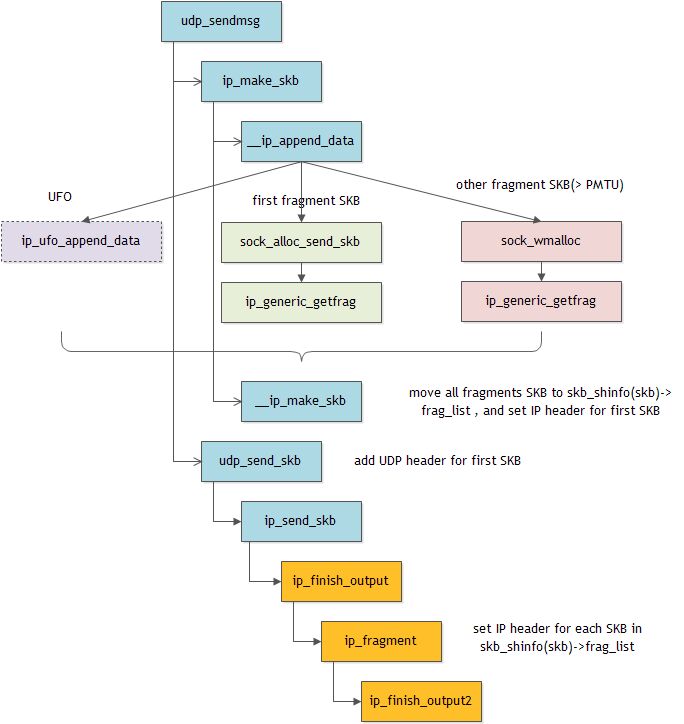 udp_sendmsg
ip_make_skb
__ip_append_data
UFO
first fragment SKB
other fragment SKB(> PMTU)
ip_ufo_append_data
sock_alloc_send_skb
sock_wmalloc
ip_generic_getfrag
ip_generic_getfrag
__ip_make_skb
move all fragments SKB to skb_shinfo(skb)->
frag_list , and set IP header for first SKB
udp_send_skb
add UDP header for first SKB
ip_send_skb
ip_finish_output
ip_fragment
set IP header for each SKB in
skb_shinfo(skb)->frag_list
ip_finish_output2